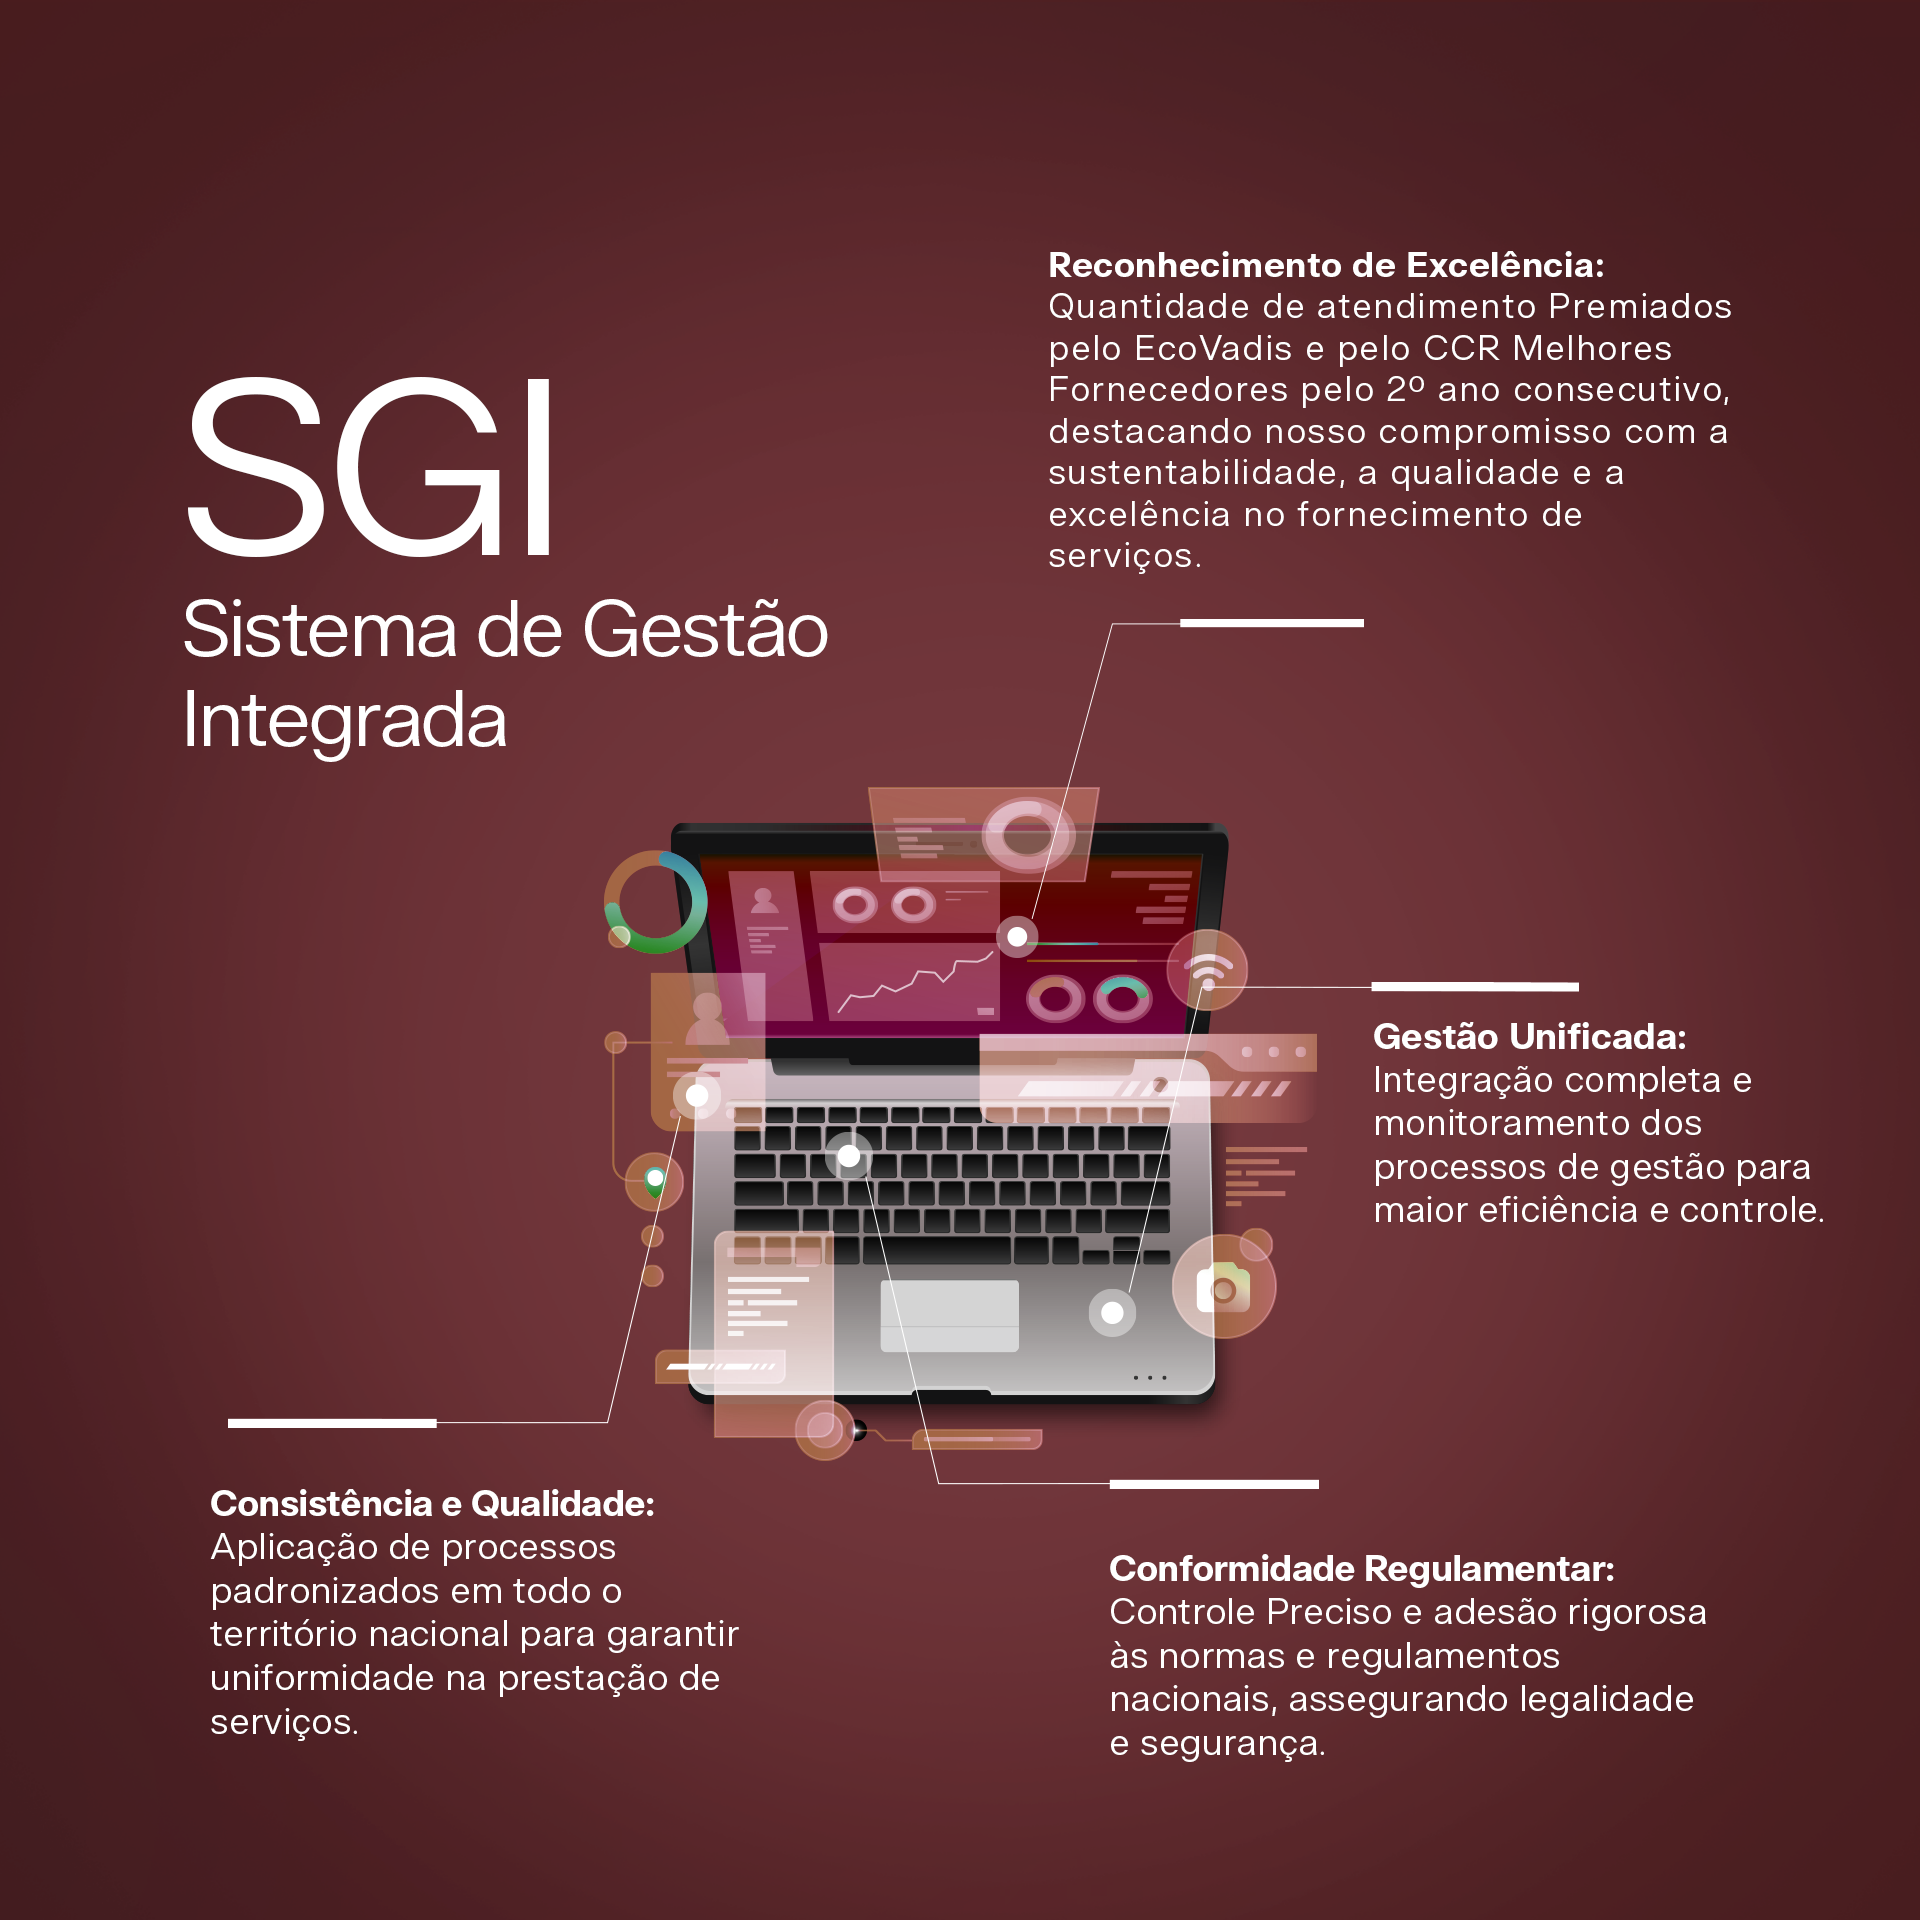 SGI
Sistema de Gestão
Integrada
Reconhecimento de Excelência:
Quantidade de atendimento Premiados
pelo EcoVadis e pelo CCR Melhores
Fornecedores pelo 2º ano consecutivo,
destacando nosso compromisso com a
sustentabilidade, a qualidade e a
excelência no fornecimento de
serviços.
Gestão Unificada:
Integração completa e
monitoramento dos
processos de gestão para
maior eficiência e controle.
Consistência e Qualidade:
Aplicação de processos
padronizados em todo o
território nacional para garantir
uniformidade na prestação de
serviços.
Conformidade Regulamentar:
Controle Preciso e adesão rigorosa
às normas e regulamentos
nacionais, assegurando legalidade
e segurança.